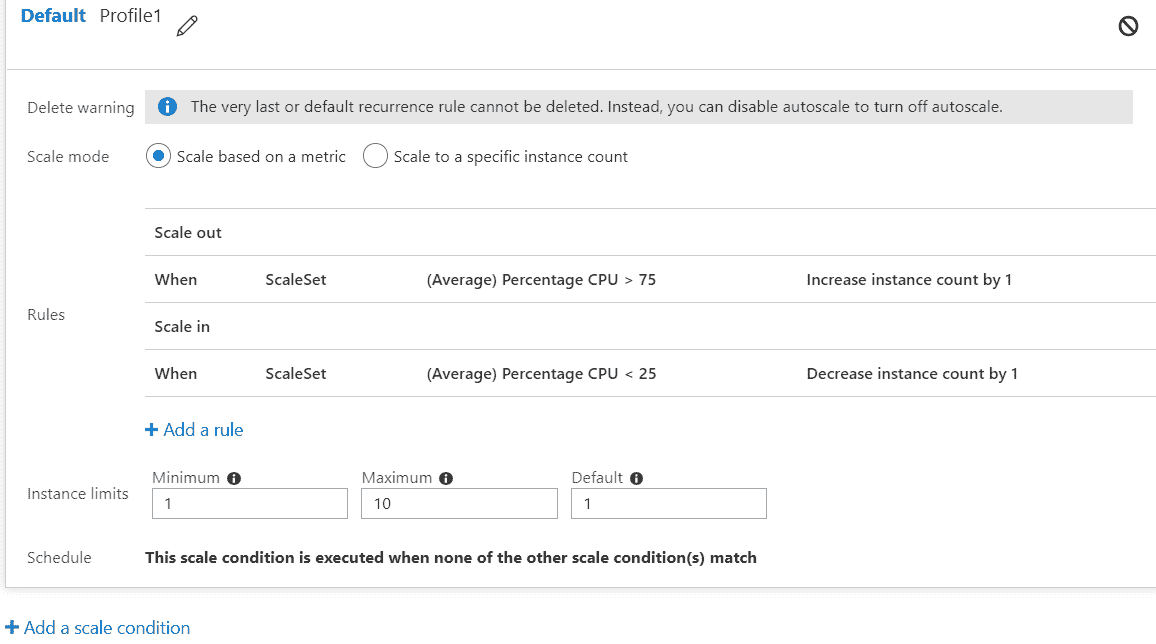 Default Profile1
Delete warning
The very last or default recurrence rule cannot be deleted. Instead, you can disable autoscale to turn off autoscale.
Scale mode
Scale based on a metric
Scale to a specific instance count
Rules
Scale out
When ScaleSet (Average) Percentage CPU > 75 Increase instance count by 1
Scale in
When ScaleSet (Average) Percentage CPU < 25 Decrease instance count by 1
+ Add a rule
Instance limits
Minimum Maximum Default
1 10 1
Schedule This scale condition is executed when none of the other scale condition(s) match
+ Add a scale condition